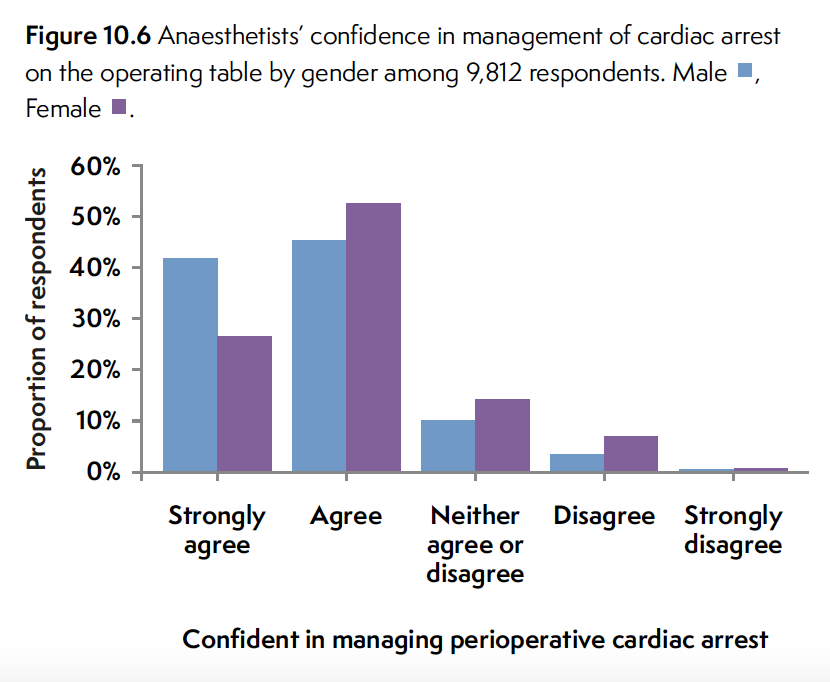 Figure 10.6 Anaesthetists’ confidence in management of cardiac arrest
on the operating table by gender among 9,812 respondents. Male ,
Female .
Proportion of respondents
60%
50%
40%
30%
20%
10%
0%
Strongly
agree
Agree
Neither
agree or
disagree
Disagree
Strongly
disagree
Confident in managing perioperative cardiac arrest